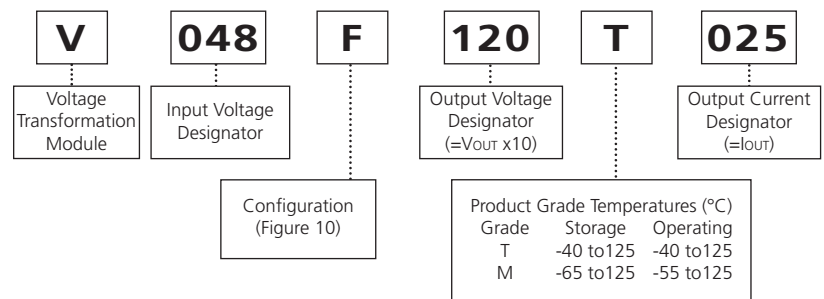 V 048 F 120 T 025
Voltage
Transformation
Module
Input Voltage
Designator
Output Voltage
Designator
(=VOUT x10)
Output Current
Designator
(=IOUT)
Configuration
(Figure 10)
Product Grade Temperatures (°C)
Grade Storage Operating
T -40 to125 -40 to125
M -65 to125 -55 to125